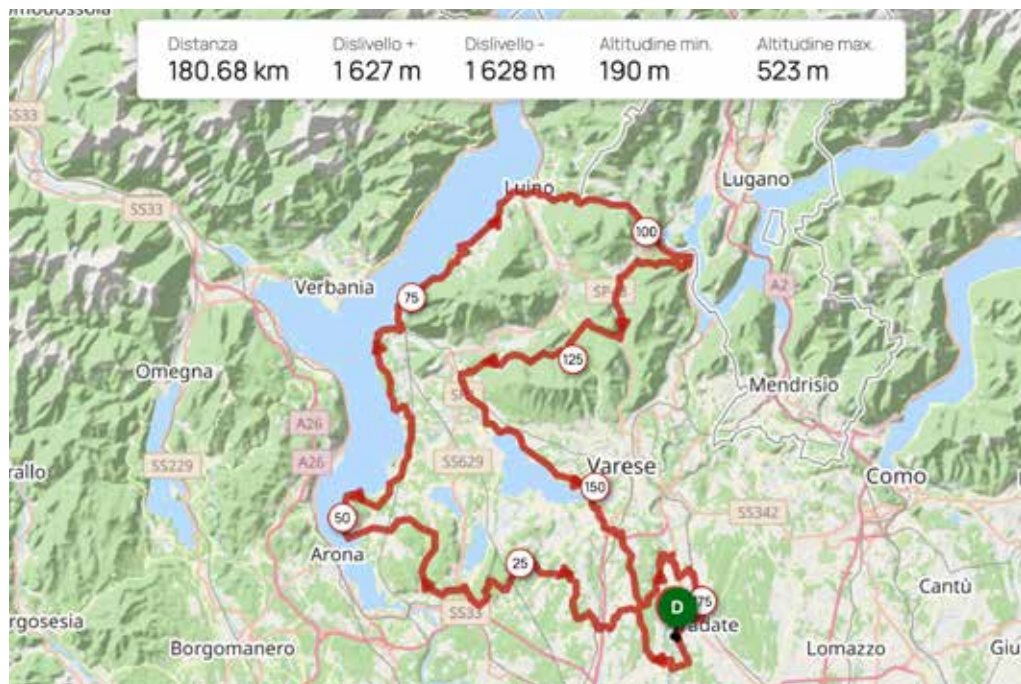 Distanza
180.68 km
Dislivello +
1 627 m
Dislivello -
1 628 m
Altitudine min.
190 m
Altitudine max.
523 m
SS33
Luino
Lugano
SS33
100
Verbania
75
A2
125
Omegna
Mendrisio
A26
A26
SS229
SS629
Varese
Como
150
50
SS342
Arona
25
Cantù
SS33
D
Borgomanero
Lomazzo